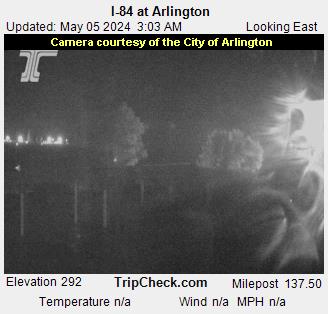 I-84 at Arlington
Updated: May 05 2024 3:03 AM Looking East
Camera courtesy of the City of Arlington
Elevation 292 TripCheck.com Milepost 137.50
Temperature n/a Wind n/a MPH n/a